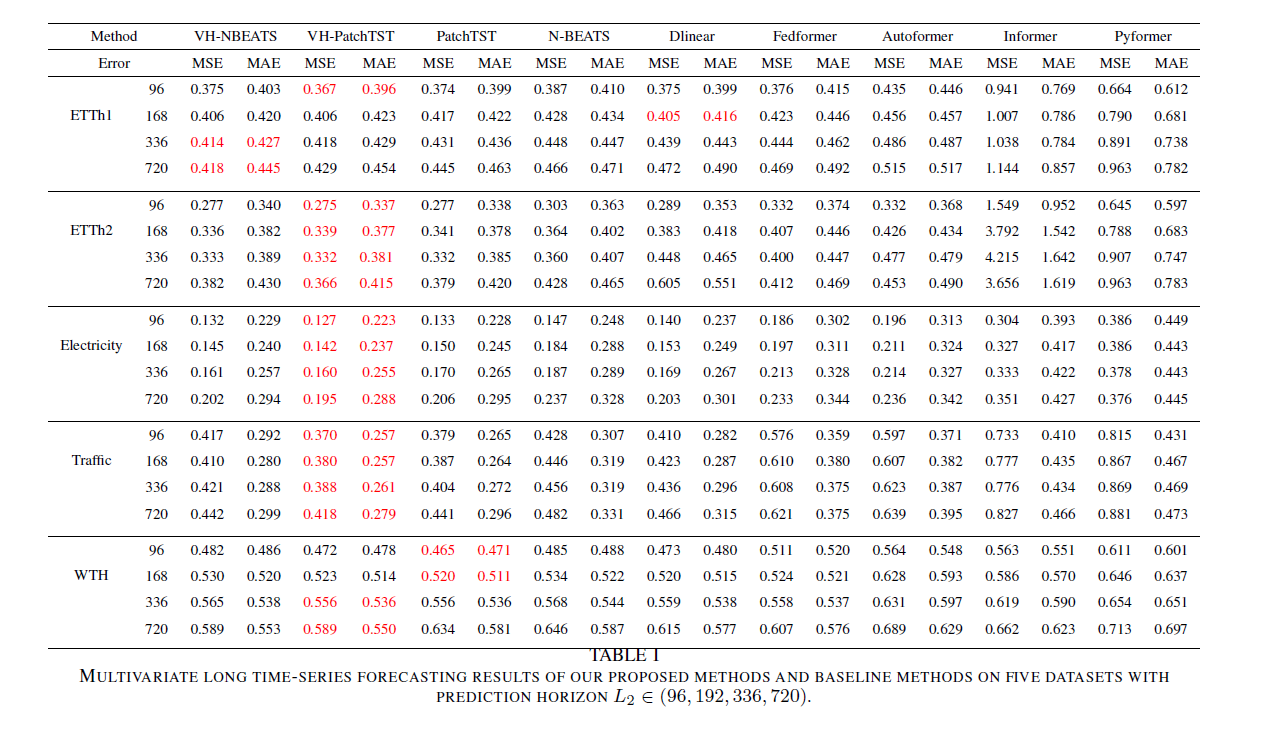 Method VH-NBEATS VH-PatchTST PatchTST N-BEATS Dlinear Fedformer Autoformer Informer Pyformer
Error MSE MAE MSE MAE MSE MAE MSE MAE MSE MAE MSE MAE MSE MAE MSE MAE MSE MAE
96 0.375 0.403 0.367 0.396 0.374 0.399 0.387 0.410 0.375 0.399 0.376 0.415 0.435 0.446 0.941 0.769 0.664 0.612
ETTh1 168 0.406 0.420 0.406 0.423 0.417 0.422 0.428 0.434 0.405 0.416 0.423 0.446 0.456 0.457 1.007 0.786 0.790 0.681
336 0.414 0.427 0.418 0.429 0.431 0.436 0.448 0.447 0.439 0.443 0.444 0.462 0.486 0.487 1.038 0.784 0.891 0.738
720 0.418 0.445 0.429 0.454 0.445 0.463 0.466 0.471 0.472 0.490 0.469 0.492 0.515 0.517 1.144 0.857 0.963 0.782
96 0.277 0.340 0.275 0.337 0.277 0.338 0.303 0.363 0.289 0.353 0.332 0.374 0.332 0.368 1.549 0.952 0.645 0.597
ETTh2 168 0.336 0.382 0.339 0.377 0.341 0.378 0.364 0.402 0.383 0.418 0.407 0.446 0.426 0.434 3.792 1.542 0.788 0.683
336 0.333 0.389 0.332 0.381 0.332 0.385 0.360 0.407 0.448 0.465 0.400 0.447 0.477 0.479 4.215 1.642 0.907 0.747
720 0.382 0.430 0.366 0.415 0.379 0.420 0.428 0.465 0.605 0.551 0.412 0.469 0.453 0.490 3.656 1.619 0.963 0.783
96 0.132 0.229 0.127 0.223 0.133 0.228 0.147 0.248 0.140 0.237 0.186 0.302 0.196 0.313 0.304 0.393 0.386 0.449
Electricity 168 0.145 0.240 0.142 0.237 0.150 0.245 0.184 0.288 0.153 0.249 0.197 0.311 0.211 0.324 0.327 0.417 0.386 0.443
336 0.161 0.257 0.160 0.255 0.170 0.265 0.187 0.289 0.169 0.267 0.213 0.328 0.214 0.327 0.333 0.422 0.378 0.443
720 0.202 0.294 0.195 0.288 0.206 0.295 0.237 0.328 0.203 0.301 0.233 0.344 0.236 0.342 0.351 0.427 0.376 0.445
96 0.417 0.292 0.370 0.257 0.379 0.265 0.428 0.307 0.410 0.282 0.576 0.359 0.597 0.371 0.733 0.410 0.815 0.431
Traffic 168 0.410 0.280 0.380 0.257 0.387 0.264 0.446 0.319 0.423 0.287 0.610 0.380 0.607 0.382 0.777 0.435 0.867 0.467
336 0.421 0.288 0.388 0.261 0.404 0.272 0.456 0.319 0.436 0.296 0.608 0.375 0.623 0.387 0.776 0.434 0.869 0.469
720 0.442 0.299 0.418 0.279 0.441 0.296 0.482 0.331 0.466 0.315 0.621 0.375 0.639 0.395 0.827 0.466 0.881 0.473
96 0.482 0.486 0.472 0.478 0.465 0.471 0.485 0.488 0.473 0.480 0.511 0.520 0.564 0.548 0.563 0.551 0.611 0.601
WTH 168 0.530 0.520 0.523 0.514 0.520 0.511 0.534 0.522 0.520 0.515 0.524 0.521 0.628 0.593 0.586 0.570 0.646 0.637
336 0.565 0.538 0.556 0.536 0.556 0.536 0.568 0.544 0.559 0.538 0.558 0.537 0.631 0.597 0.619 0.590 0.654 0.651
720 0.589 0.553 0.589 0.550 0.634 0.581 0.646 0.587 0.615 0.577 0.607 0.576 0.689 0.629 0.662 0.623 0.713 0.697
TABLE I
MULTIVARIATE LONG TIME-SERIES FORECASTING RESULTS OF OUR PROPOSED METHODS AND BASELINE METHODS ON FIVE DATASETS WITH
PREDICTION HORIZON L₂ ∈ (96, 192, 336, 720).